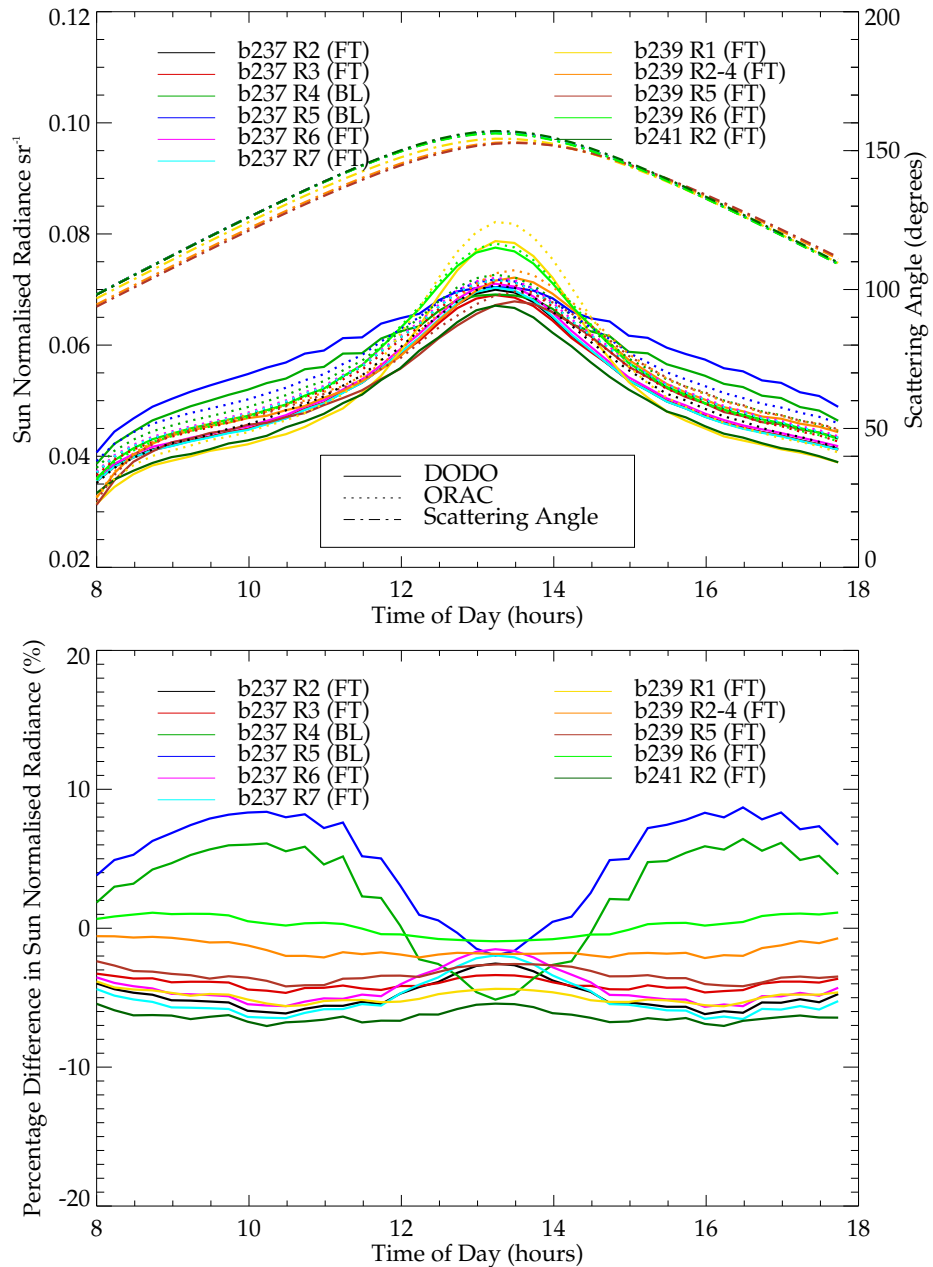 0.12
0.10
0.08
0.06
0.04
0.02
Sun Normalised Radiance sr⁻¹
b237 R2 (FT)
b237 R3 (FT)
b237 R4 (BL)
b237 R5 (BL)
b237 R6 (FT)
b237 R7 (FT)
b239 R1 (FT)
b239 R2-4 (FT)
b239 R5 (FT)
b239 R6 (FT)
b241 R2 (FT)
200
150
100
50
0
Scattering Angle (degrees)
DODO
ORAC
Scattering Angle
8 10 12 14 16 18
Time of Day (hours)
20
10
0
-10
-20
Percentage Difference in Sun Normalised Radiance (%)
b237 R2 (FT)
b237 R3 (FT)
b237 R4 (BL)
b237 R5 (BL)
b237 R6 (FT)
b237 R7 (FT)
b239 R1 (FT)
b239 R2-4 (FT)
b239 R5 (FT)
b239 R6 (FT)
b241 R2 (FT)
8 10 12 14 16 18
Time of Day (hours)